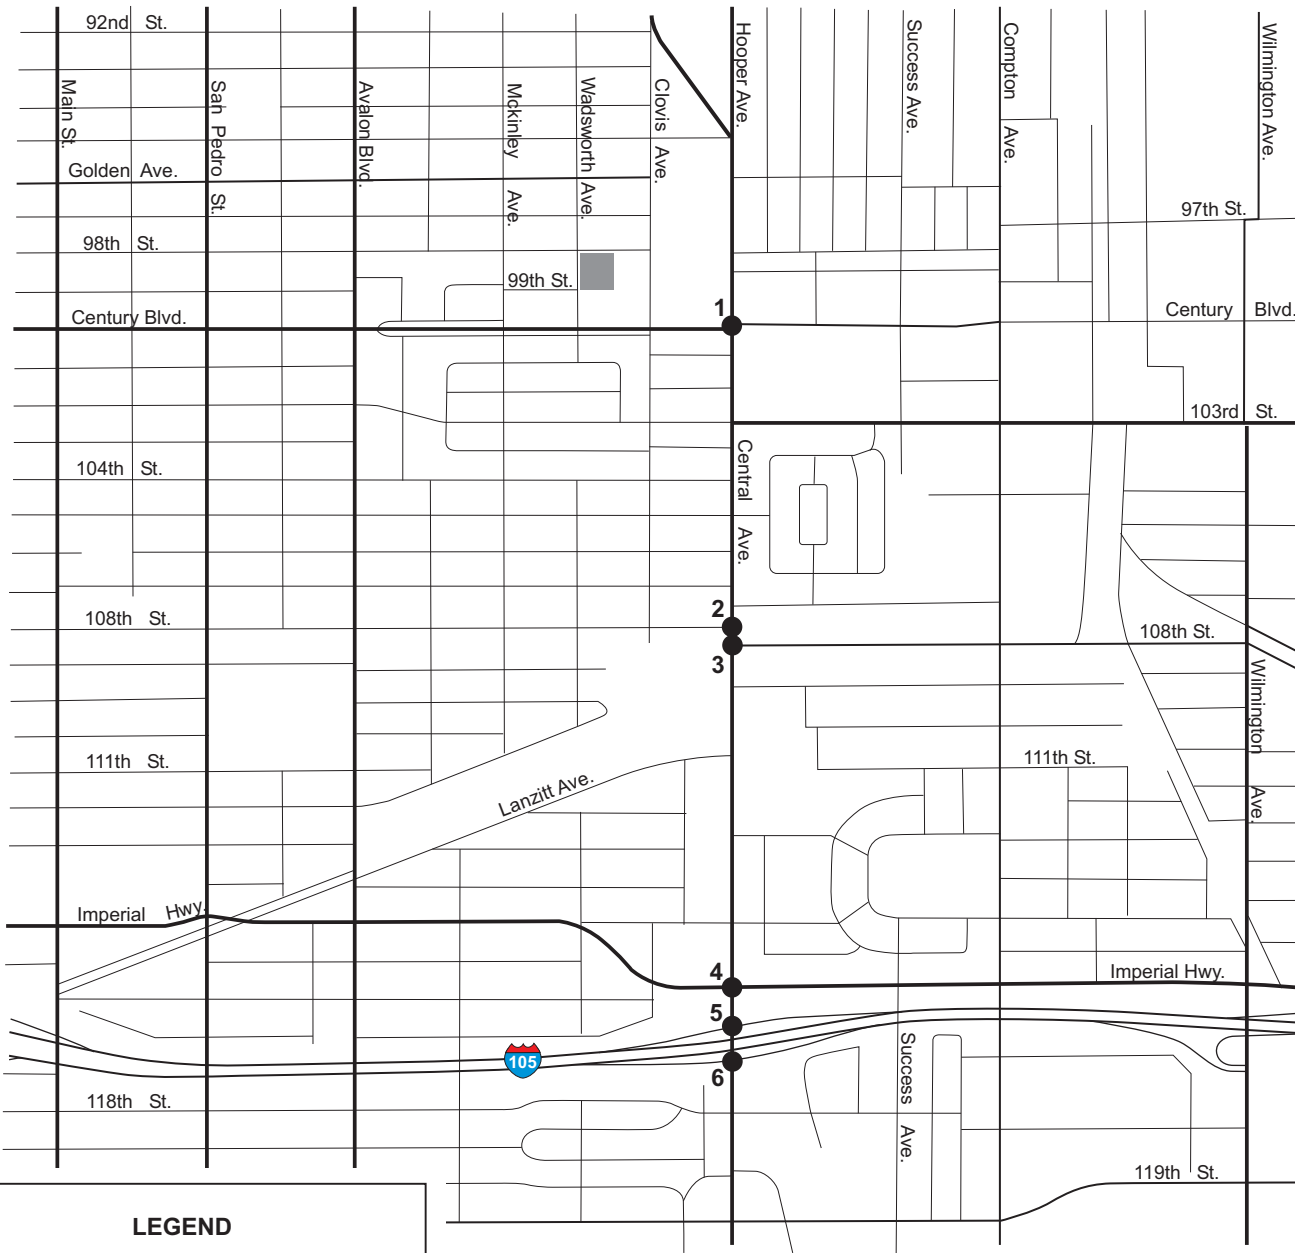 92nd St.
Main St.
San Pedro St.
Avalon Blvd.
Mckinley Ave.
Wadsworth Ave.
Clovis Ave.
Hooper Ave.
Success Ave.
Compton Ave.
Wilmington Ave.
Golden Ave.
97th St.
98th St.
99th St.
1
Century Blvd.
Century Blvd.
103rd St.
104th St.
Central Ave.
2
108th St.
108th St.
3
Wilmington Ave.
111th St.
111th St.
Lanzitt Ave.
Imperial Hwy.
4
Imperial Hwy.
5
105
6
Success Ave.
118th St.
119th St.
LEGEND